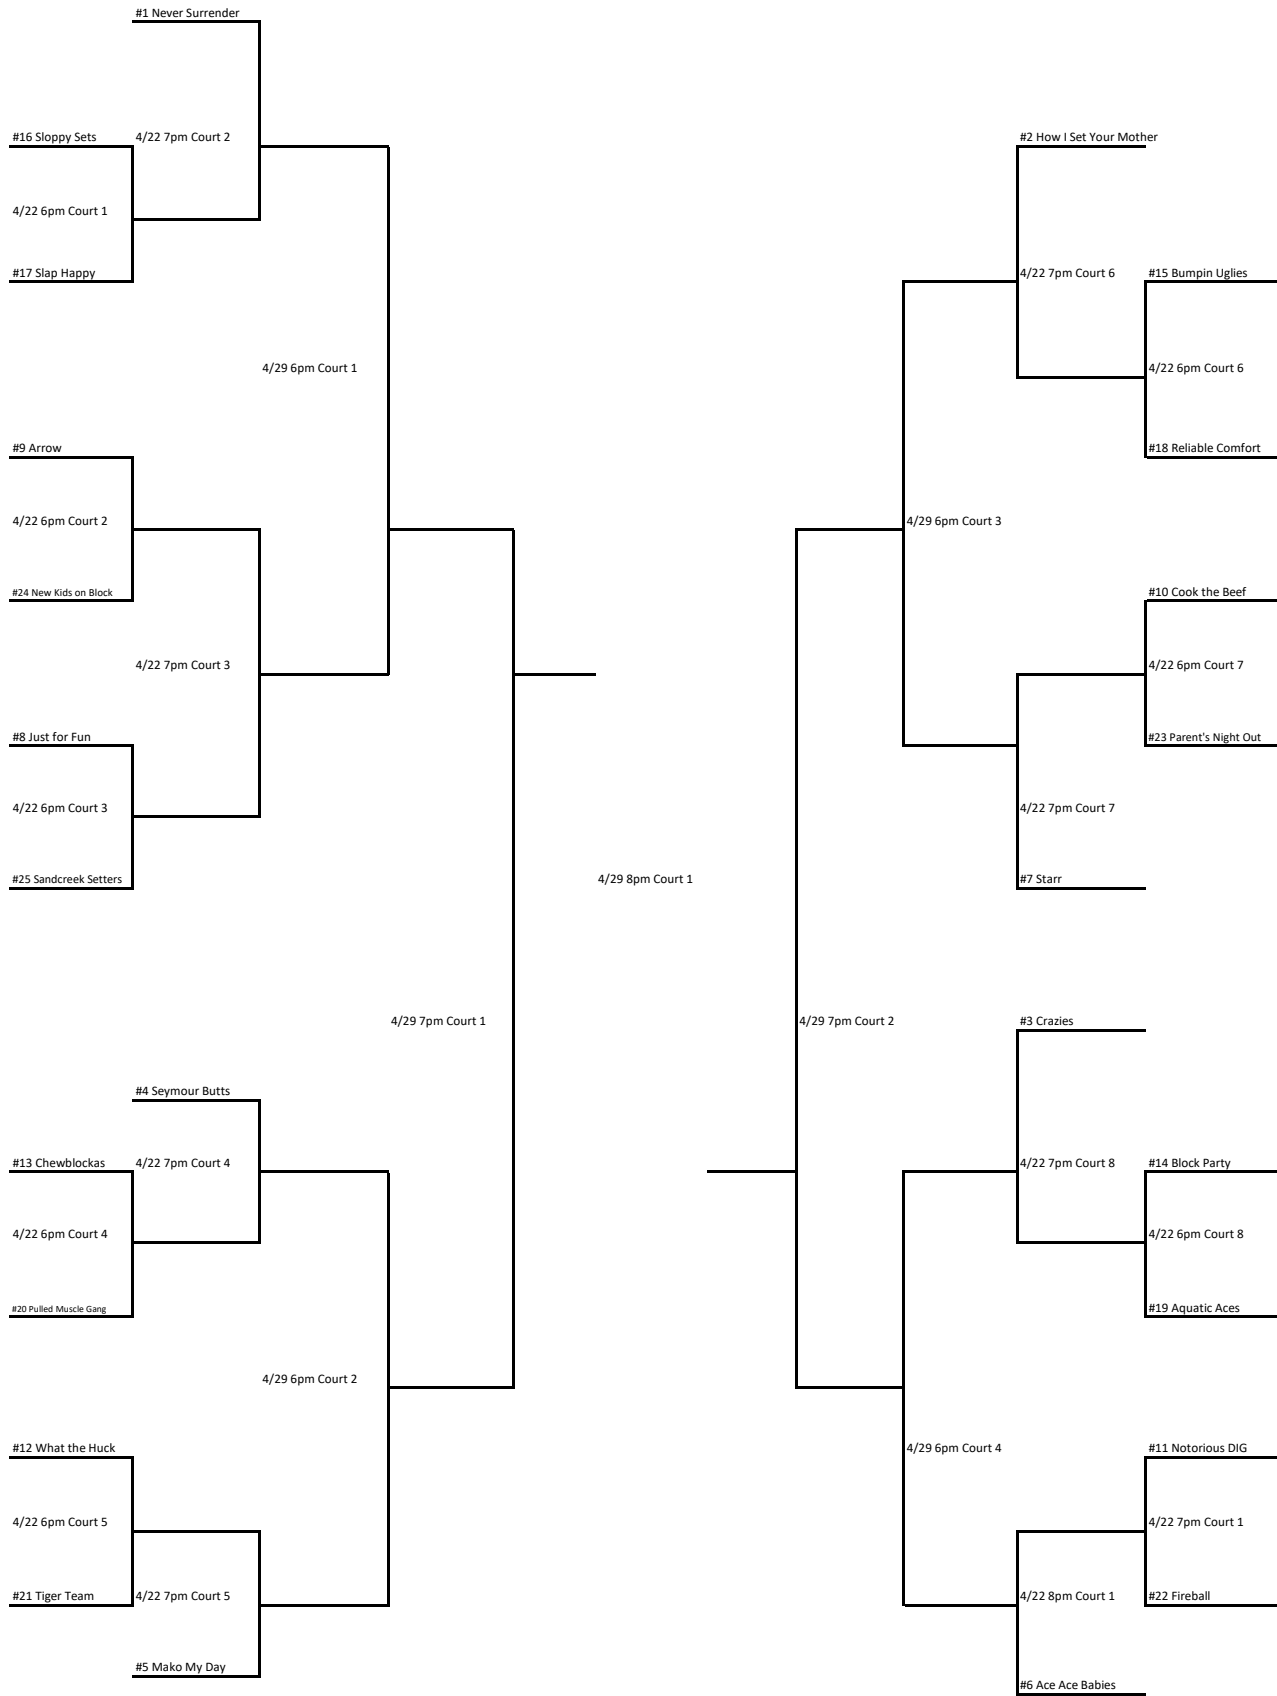 #1 Never Surrender
#16 Sloppy Sets
4/22 7pm Court 2
#2 How I Set Your Mother
4/22 6pm Court 1
#17 Slap Happy
4/22 7pm Court 6
#15 Bumpin Uglies
4/29 6pm Court 1
4/22 6pm Court 6
#9 Arrow
#18 Reliable Comfort
4/22 6pm Court 2
4/29 6pm Court 3
#24 New Kids on Block
#10 Cook the Beef
4/22 7pm Court 3
4/22 6pm Court 7
#8 Just for Fun
#23 Parent's Night Out
4/22 6pm Court 3
4/22 7pm Court 7
#25 Sandcreek Setters
4/29 8pm Court 1
#7 Starr
4/29 7pm Court 1
4/29 7pm Court 2
#3 Crazies
#4 Seymour Butts
#13 Chewblockas
4/22 7pm Court 4
4/22 7pm Court 8
#14 Block Party
4/22 6pm Court 4
4/22 6pm Court 8
#20 Pulled Muscle Gang
#19 Aquatic Aces
4/29 6pm Court 2
#12 What the Huck
4/29 6pm Court 4
#11 Notorious DIG
4/22 6pm Court 5
4/22 7pm Court 1
#21 Tiger Team
4/22 7pm Court 5
4/22 8pm Court 1
#22 Fireball
#5 Mako My Day
#6 Ace Ace Babies